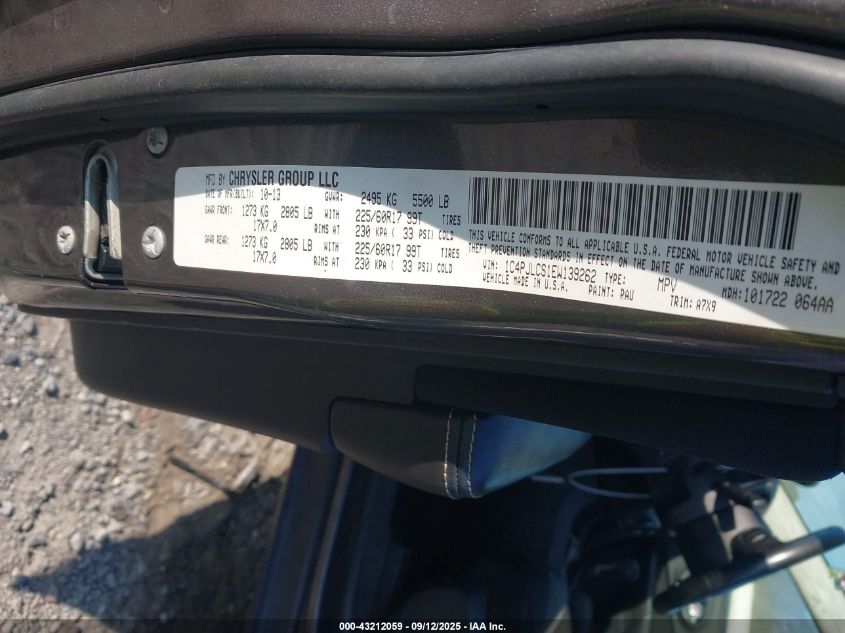 MFD BY CHRYSLER GROUP LLC
DATE OF MFR(BUILT): 10-13 GVWR: 2495 KG 5500 LB
GAWR FRONT: 1273 KG 2805 LB WITH 225/60R17 99T TIRES
17X7.0 RIMS AT 230 KPA ( 33 PSI) COLD
GAWR REAR: 1273 KG 2805 LB WITH 225/60R17 99T TIRES
17X7.0 RIMS AT 230 KPA ( 33 PSI) COLD
THIS VEHICLE CONFORMS TO ALL APPLICABLE U.S.A. FEDERAL MOTOR VEHICLE SAFETY AND
THEFT PREVENTION STANDARDS IN EFFECT ON THE DATE OF MANUFACTURE SHOWN ABOVE.
VIN: 1C4PJLCS1EW139262 TYPE: MPV MDH:101722 064AA
VEHICLE MADE IN U.S.A. PAINT: PAU TRIM: A7X9
000-43212059 - 09/12/2025 - IAA Inc.